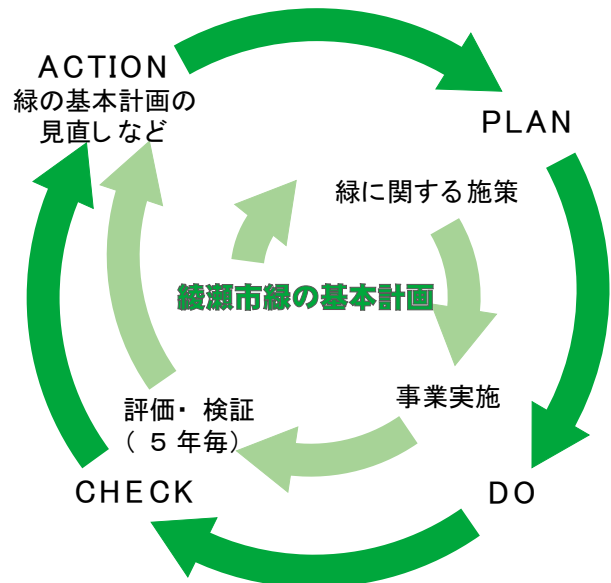 ACTION
緑の基本計画の
見直しなど
PLAN
緑に関する施策
綾瀬市緑の基本計画
事業実施
評価・検証
(5年毎)
CHECK
DO